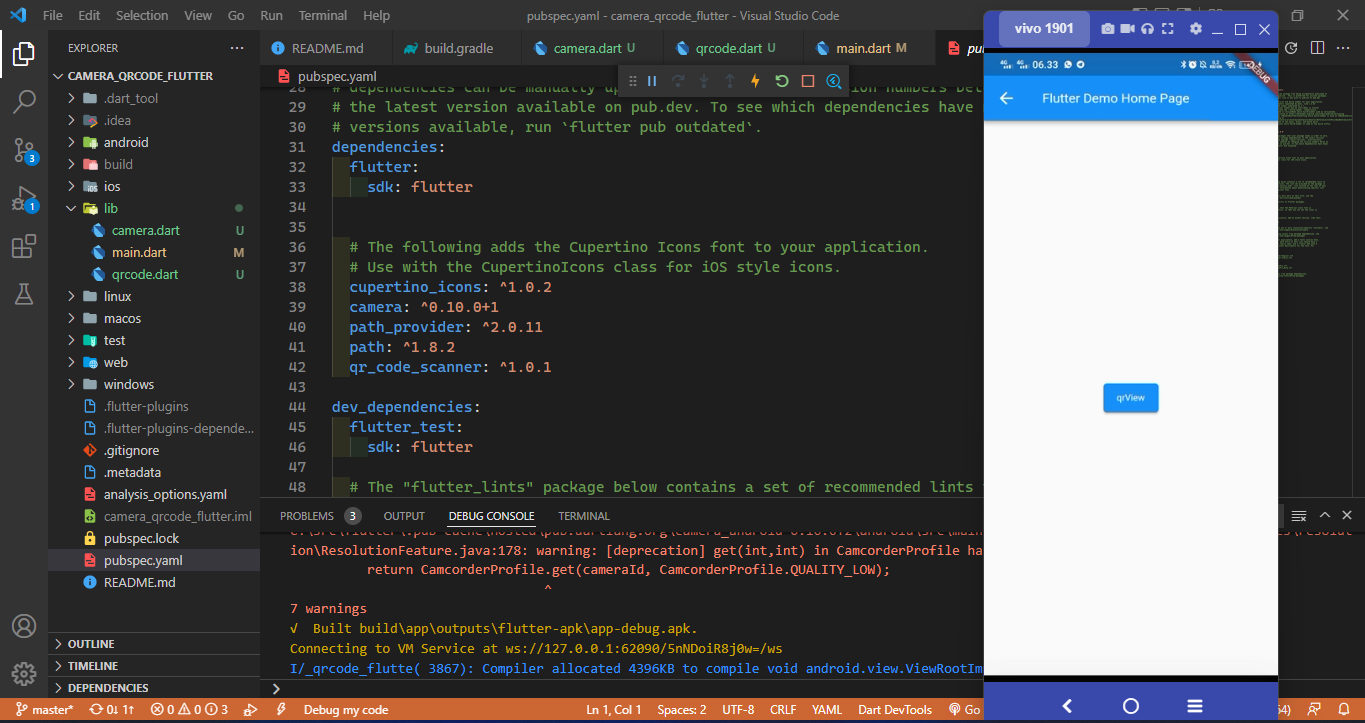 File Edit Selection View Go Run Terminal Help
pubspec.yaml - camera_qrcode_flutter - Visual Studio Code
EXPLORER
CAMERA_QRCODE_FLUTTER
.dart_tool
.idea
android
build
ios
lib
camera.dart U
main.dart M
qrcode.dart U
linux
macos
test
web
windows
.flutter-plugins
.flutter-plugins-depende...
.gitignore
.metadata
analysis_options.yaml
camera_qrcode_flutter.iml
pubspec.lock
pubspec.yaml
README.md
OUTLINE
TIMELINE
DEPENDENCIES
3
1
README.md build.gradle camera.dart U qrcode.dart U main.dart M
pubspec.yaml
28 # dependencies can be manually
29 # the latest version available on pub.dev. To see which dependencies have
30 # versions available, run `flutter pub outdated`.
31 dependencies:
32 flutter:
33 sdk: flutter
34
35
36 # The following adds the Cupertino Icons font to your application.
37 # Use with the CupertinoIcons class for iOS style icons.
38 cupertino_icons: ^1.0.2
39 camera: ^0.10.0+1
40 path_provider: ^2.0.11
41 path: ^1.8.2
42 qr_code_scanner: ^1.0.1
43
44 dev_dependencies:
45 flutter_test:
46 sdk: flutter
47
48 # The "flutter_lints" package below contains a set of recommended lints
PROBLEMS 3 OUTPUT DEBUG CONSOLE TERMINAL
ion\ResolutionFeature.java:178: warning: [deprecation] get(int,int) in CamcorderProfile ha
return CamcorderProfile.get(cameraId, CamcorderProfile.QUALITY_LOW);
^
7 warnings
√ Built build\app\outputs\flutter-apk\app-debug.apk.
Connecting to VM Service at ws://127.0.0.1:62090/5nNDoiR8j0w=/ws
I/_qrcode_flutte( 3867): Compiler allocated 4396KB to compile void android.view.ViewRootIm
vivo 1901
06.33
DEBUG
Flutter Demo Home Page
qrView
master* 0↓ 1↑ 0 0 3 Debug my code Ln 1, Col 1 Spaces: 2 UTF-8 CRLF YAML Dart DevTools Go